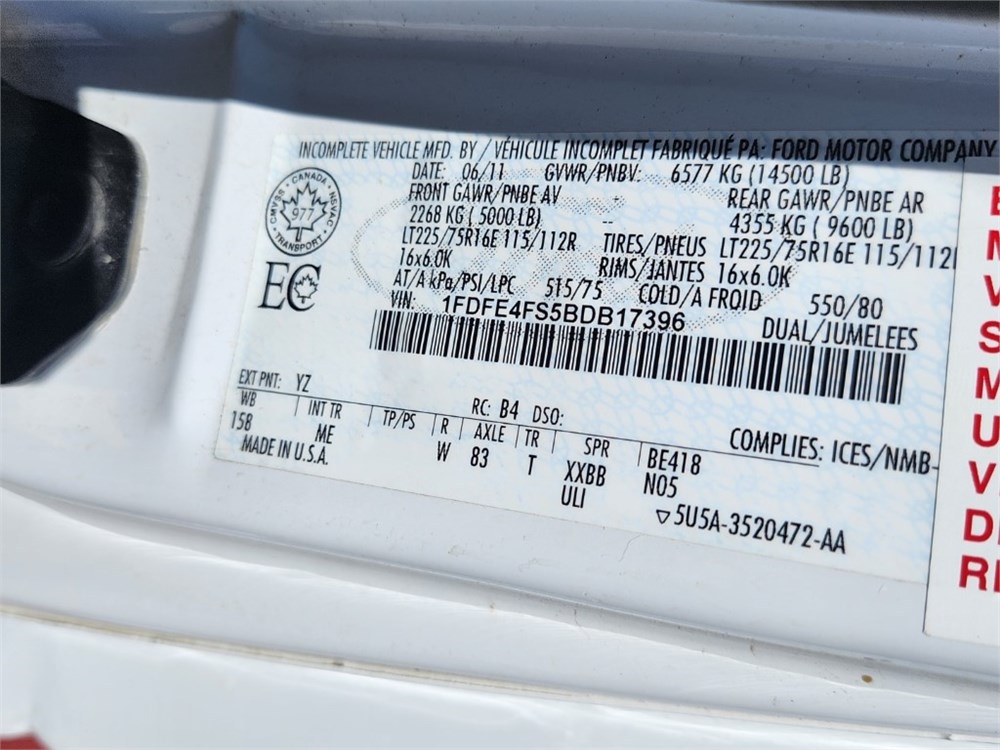 INCOMPLETE VEHICLE MFD. BY / VÉHICULE INCOMPLET FABRIQUÉ PA: FORD MOTOR COMPANY
DATE: 06/11 GVWR/PNBV: 6577 KG (14500 LB)
FRONT GAWR/PNBE AV REAR GAWR/PNBE AR
2268 KG ( 5000 LB) -- 4355 KG ( 9600 LB)
LT225/75R16E 115/112R TIRES/PNEUS LT225/75R16E 115/112
16x6.0K RIMS/JANTES 16x6.0K
AT/A kPa/PSI/LPC 515/75 COLD/A FROID 550/80
VIN: 1FDFE4FS5BDB17396 DUAL/JUMELEES
CANADA
CMVSS NSVAC
977
TRANSPORT
EC
EXT PNT: YZ RC: B4 DSO:
WB INT TR TP/PS R AXLE TR SPR
158 ME W 83 T XXBB BE418
ULI N05
COMPLIES: ICES/NMB-
MADE IN U.S.A.
▽5U5A-3520472-AA
M
V
S
M
U
V